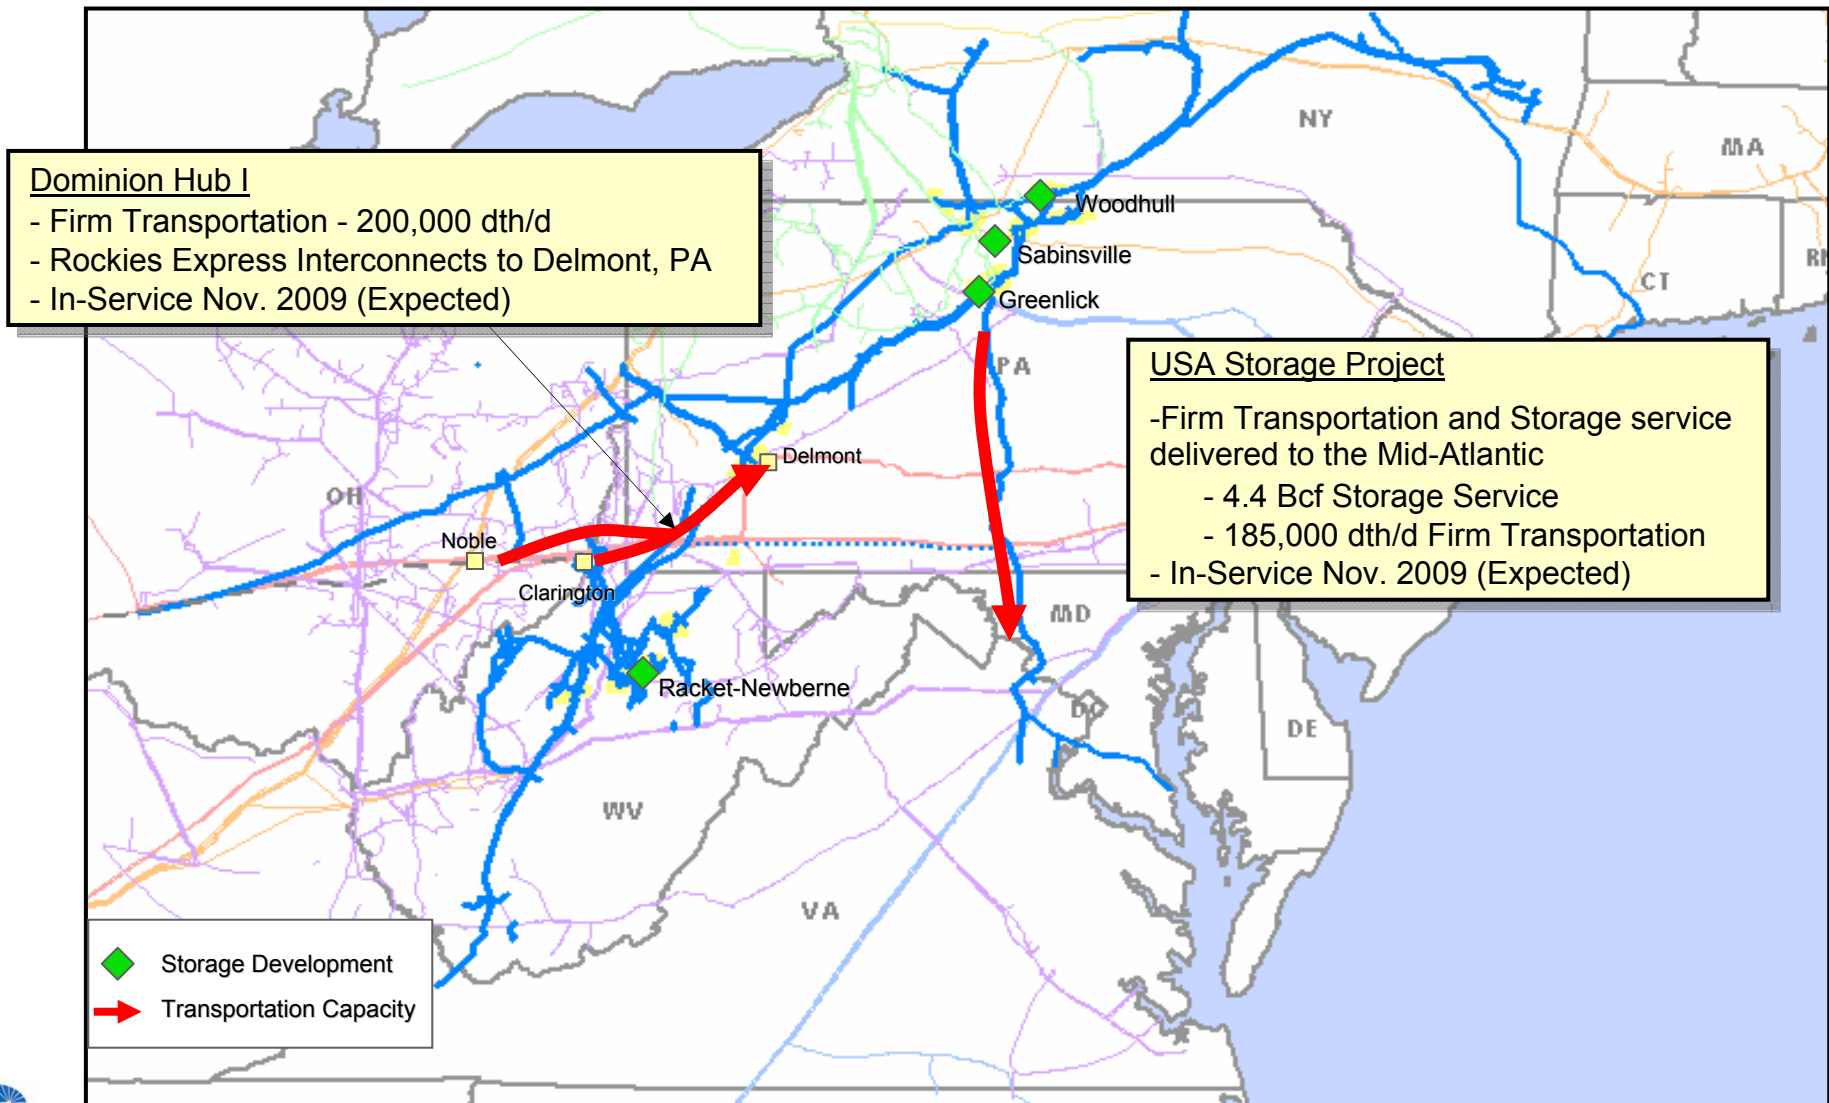 NY
MA
Dominion Hub I
- Firm Transportation - 200,000 dth/d
- Rockies Express Interconnects to Delmont, PA
- In-Service Nov. 2009 (Expected)
Woodhull
Sabinsville
Greenlick
CT
RI
PA
USA Storage Project
-Firm Transportation and Storage service
delivered to the Mid-Atlantic
- 4.4 Bcf Storage Service
- 185,000 dth/d Firm Transportation
- In-Service Nov. 2009 (Expected)
Delmont
OH
Noble
Clarington
MD
Racket-Newberne
DC
DE
WV
VA
Storage Development
Transportation Capacity